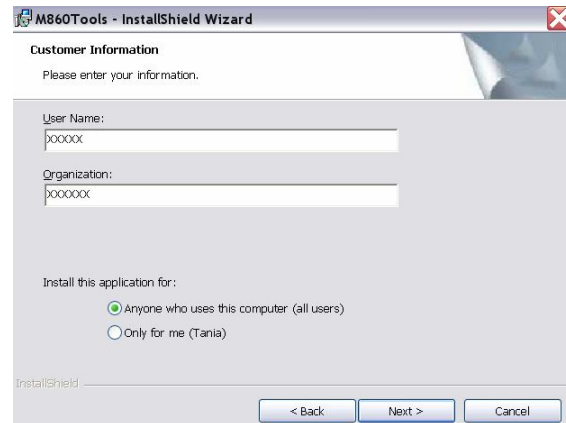 M860Tools - InstallShield Wizard
Customer Information
Please enter your information.
User Name:
XXXXX
Organization:
XXXXXX
Install this application for:
Anyone who uses this computer (all users)
Only for me (Tania)
InstallShield
< Back Next > Cancel